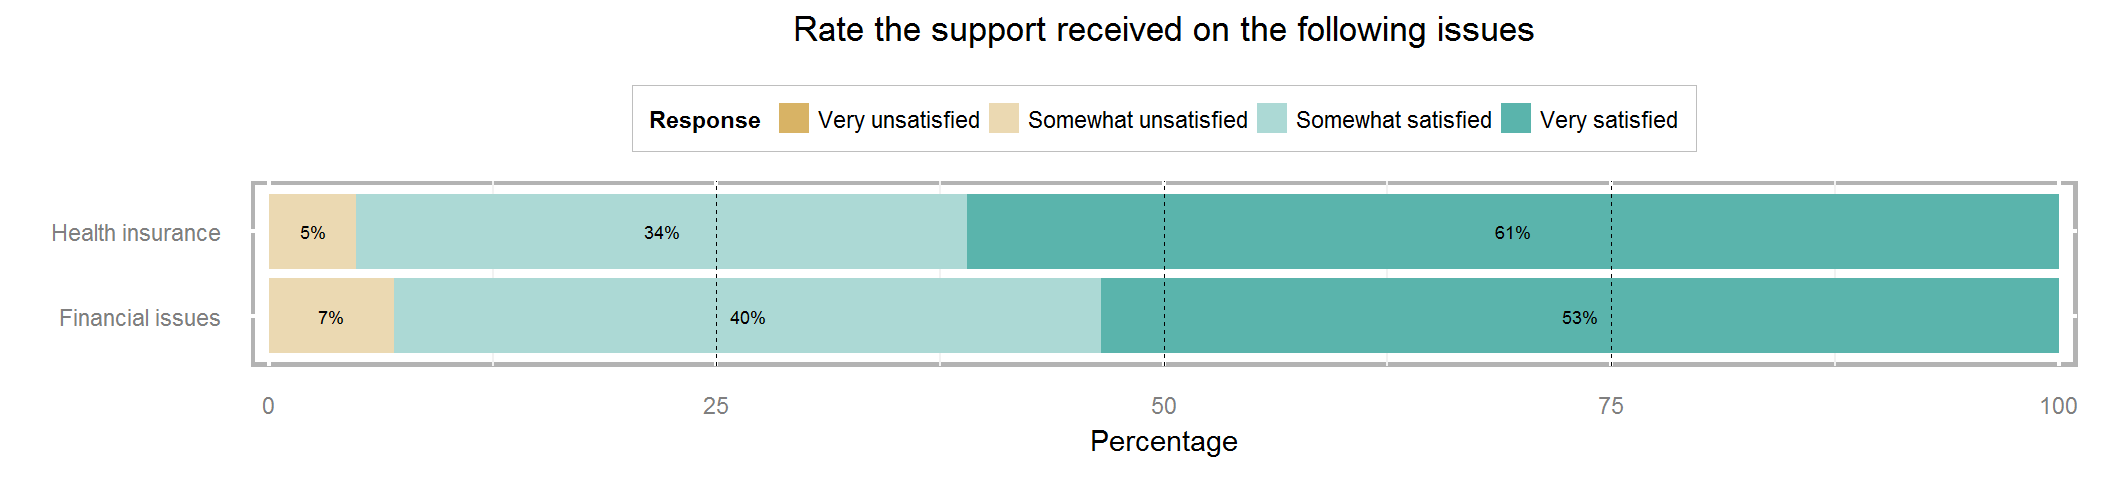 Rate the support received on the following issues
Response Very unsatisfied Somewhat unsatisfied Somewhat satisfied Very satisfied
Health insurance 5% 34% 61%
Financial issues 7% 40% 53%
0 25 50 75 100
Percentage